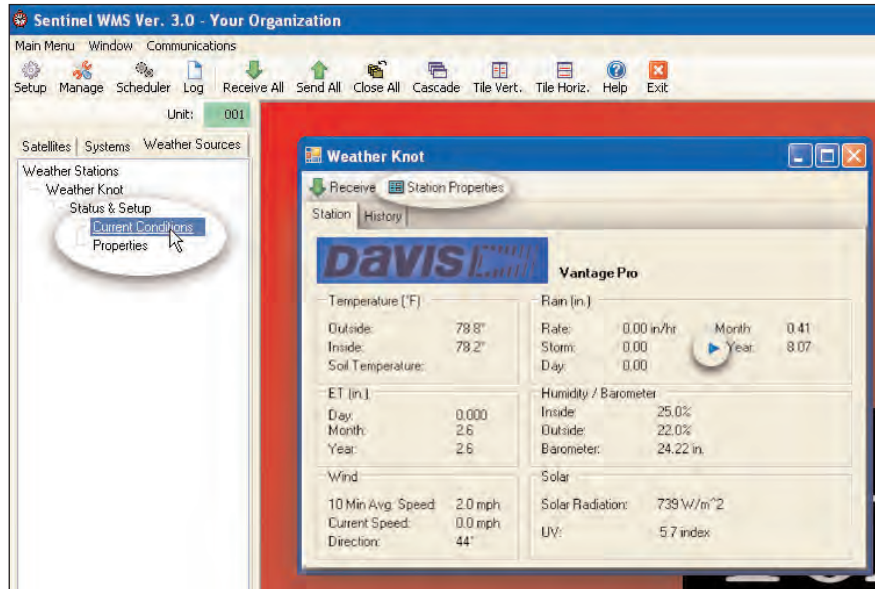 Sentinel WMS Ver. 3.0 - Your Organization
Main Menu Window Communications
Setup Manage Scheduler Log Receive All Send All Close All Cascade Tile Vert. Tile Horiz. Help Exit
Unit: 001
Satellites Systems Weather Sources
Weather Stations
Weather Knot
Status & Setup
Current Conditions
Properties
Weather Knot
Receive Station Properties
Station History
DAVIS
Vantage Pro
Temperature (°F)
Outside: 78.8°
Inside: 78.2°
Soil Temperature:
Rain (in.)
Rate: 0.00 in/hr Month 0.41
Storm: 0.00 Year: 8.07
Day: 0.00
ET (in.)
Day: 0.000
Month: 2.6
Year: 2.6
Humidity / Barometer
Inside: 25.0%
Outside: 22.0%
Barometer: 24.22 in.
Wind
10 Min Avg. Speed 2.0 mph
Current Speed: 0.0 mph
Direction: 44°
Solar
Solar Radiation: 739 W/m^2
UV: 5.7 index